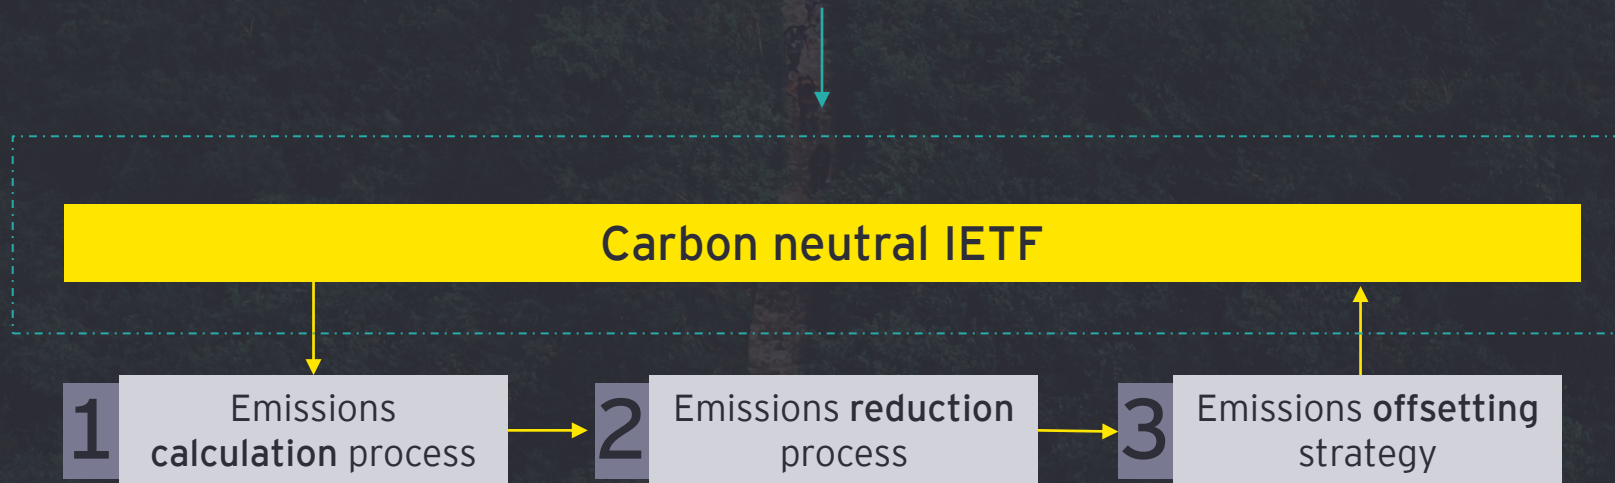 Carbon neutral IETF
1
Emissions
calculation process
2
Emissions reduction
process
3
Emissions offsetting
strategy